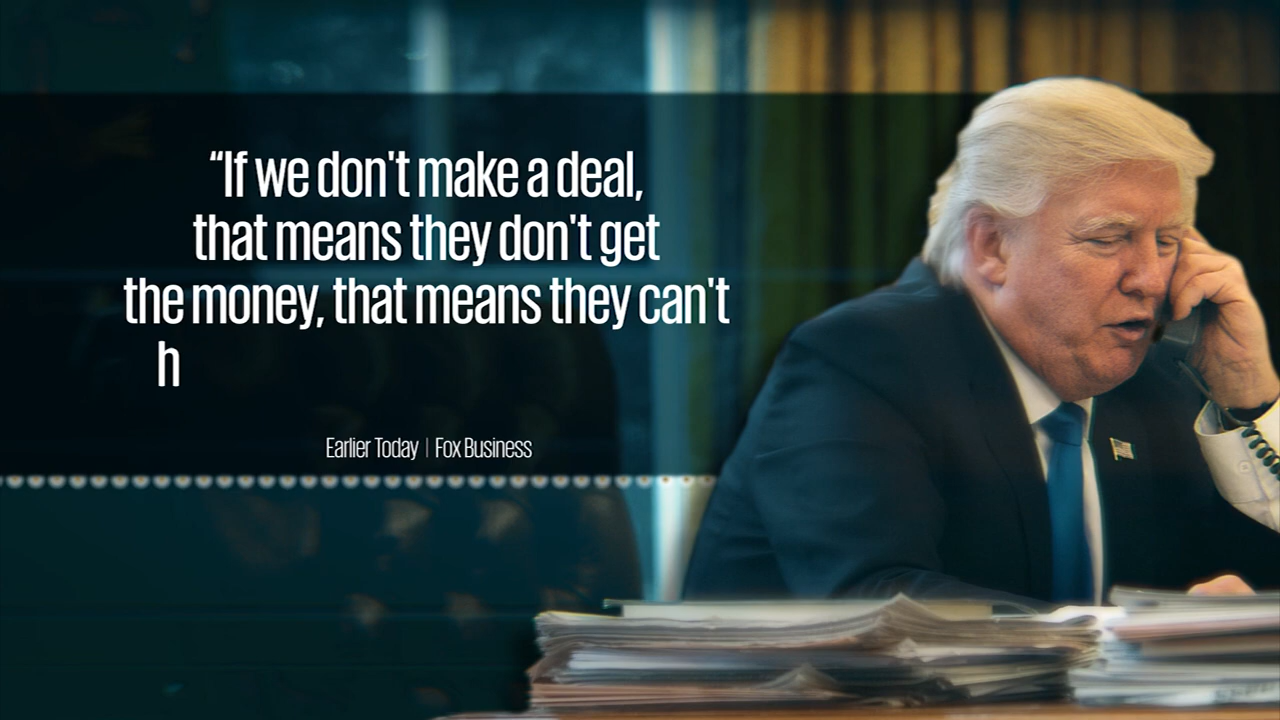 “If we don't make a deal,
that means they don't get
the money, that means they can't
h
Earlier Today | Fox Business